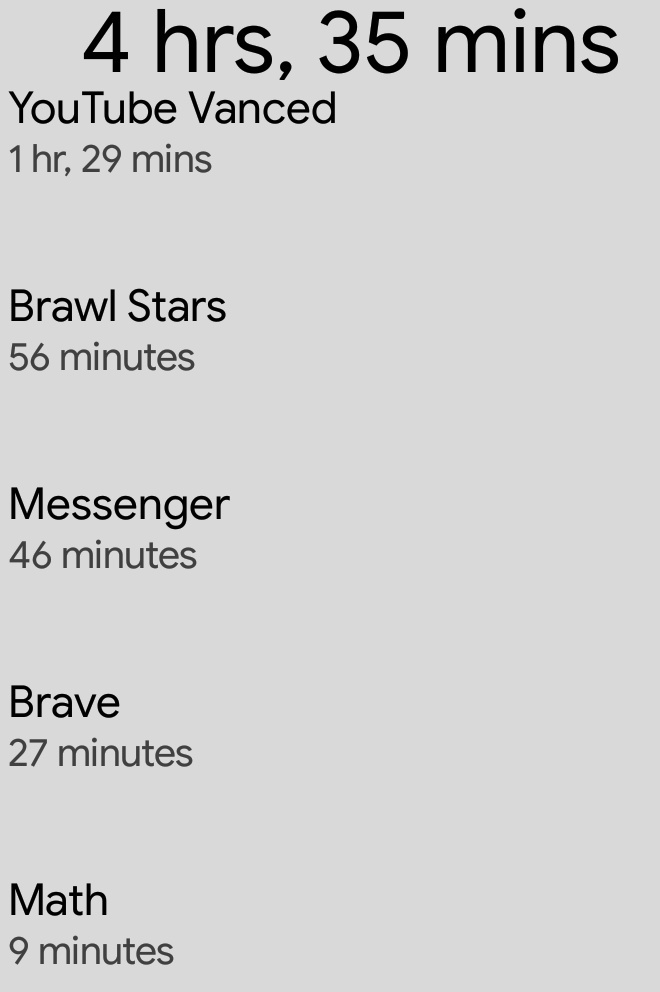 4 hrs, 35 mins
YouTube Vanced
1 hr, 29 mins
Brawl Stars
56 minutes
Messenger
46 minutes
Brave
27 minutes
Math
9 minutes